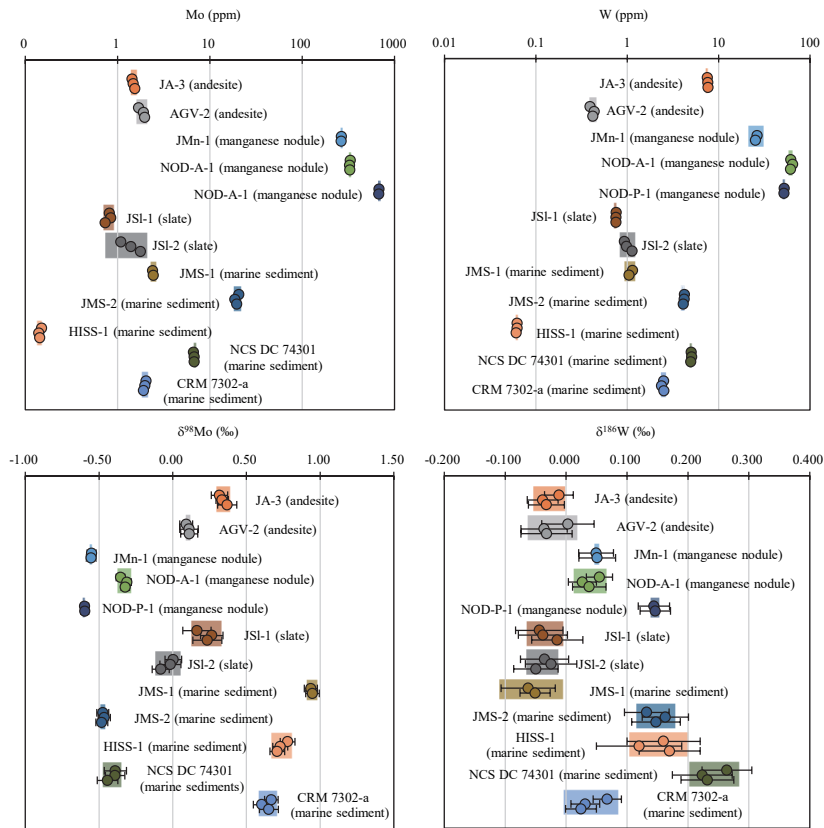 Mo (ppm)
0 1 10 100 1000
JA-3 (andesite)
AGV-2 (andesite)
JMn-1 (manganese nodule)
NOD-A-1 (manganese nodule)
NOD-A-1 (manganese nodule)
JSl-1 (slate)
JSl-2 (slate)
JMS-1 (marine sediment)
JMS-2 (marine sediment)
HISS-1 (marine sediment)
NCS DC 74301
(marine sediment)
CRM 7302-a
(marine sediment)
W (ppm)
0.01 0.1 1 10 100
JA-3 (andesite)
AGV-2 (andesite)
JMn-1 (manganese nodule)
NOD-A-1 (manganese nodule)
NOD-P-1 (manganese nodule)
JSl-1 (slate)
JSl-2 (slate)
JMS-1 (marine sediment)
JMS-2 (marine sediment)
HISS-1 (marine sediment)
NCS DC 74301 (marine sediment)
CRM 7302-a (marine sediment)
δ⁹⁸Mo (‰)
-1.00 -0.50 0.00 0.50 1.00 1.50
JA-3 (andesite)
AGV-2 (andesite)
JMn-1 (manganese nodule)
NOD-A-1 (manganese nodule)
NOD-P-1 (manganese nodule)
JSl-1 (slate)
JSl-2 (slate)
JMS-1 (marine sediment)
JMS-2 (marine sediment)
HISS-1 (marine sediment)
NCS DC 74301
(marine sediments)
CRM 7302-a
(marine sediment)
δ¹⁸⁶W (‰)
-0.200 -0.100 0.000 0.100 0.200 0.300 0.400
JA-3 (andesite)
AGV-2 (andesite)
JMn-1 (manganese nodule)
NOD-A-1 (manganese nodule)
NOD-P-1 (manganese nodule)
JSl-1 (slate)
JSl-2 (slate)
JMS-1 (marine sediment)
JMS-2 (marine sediment)
HISS-1
(marine sediment)
NCS DC 74301 (marine sediment)
CRM 7302-a
(marine sediment)